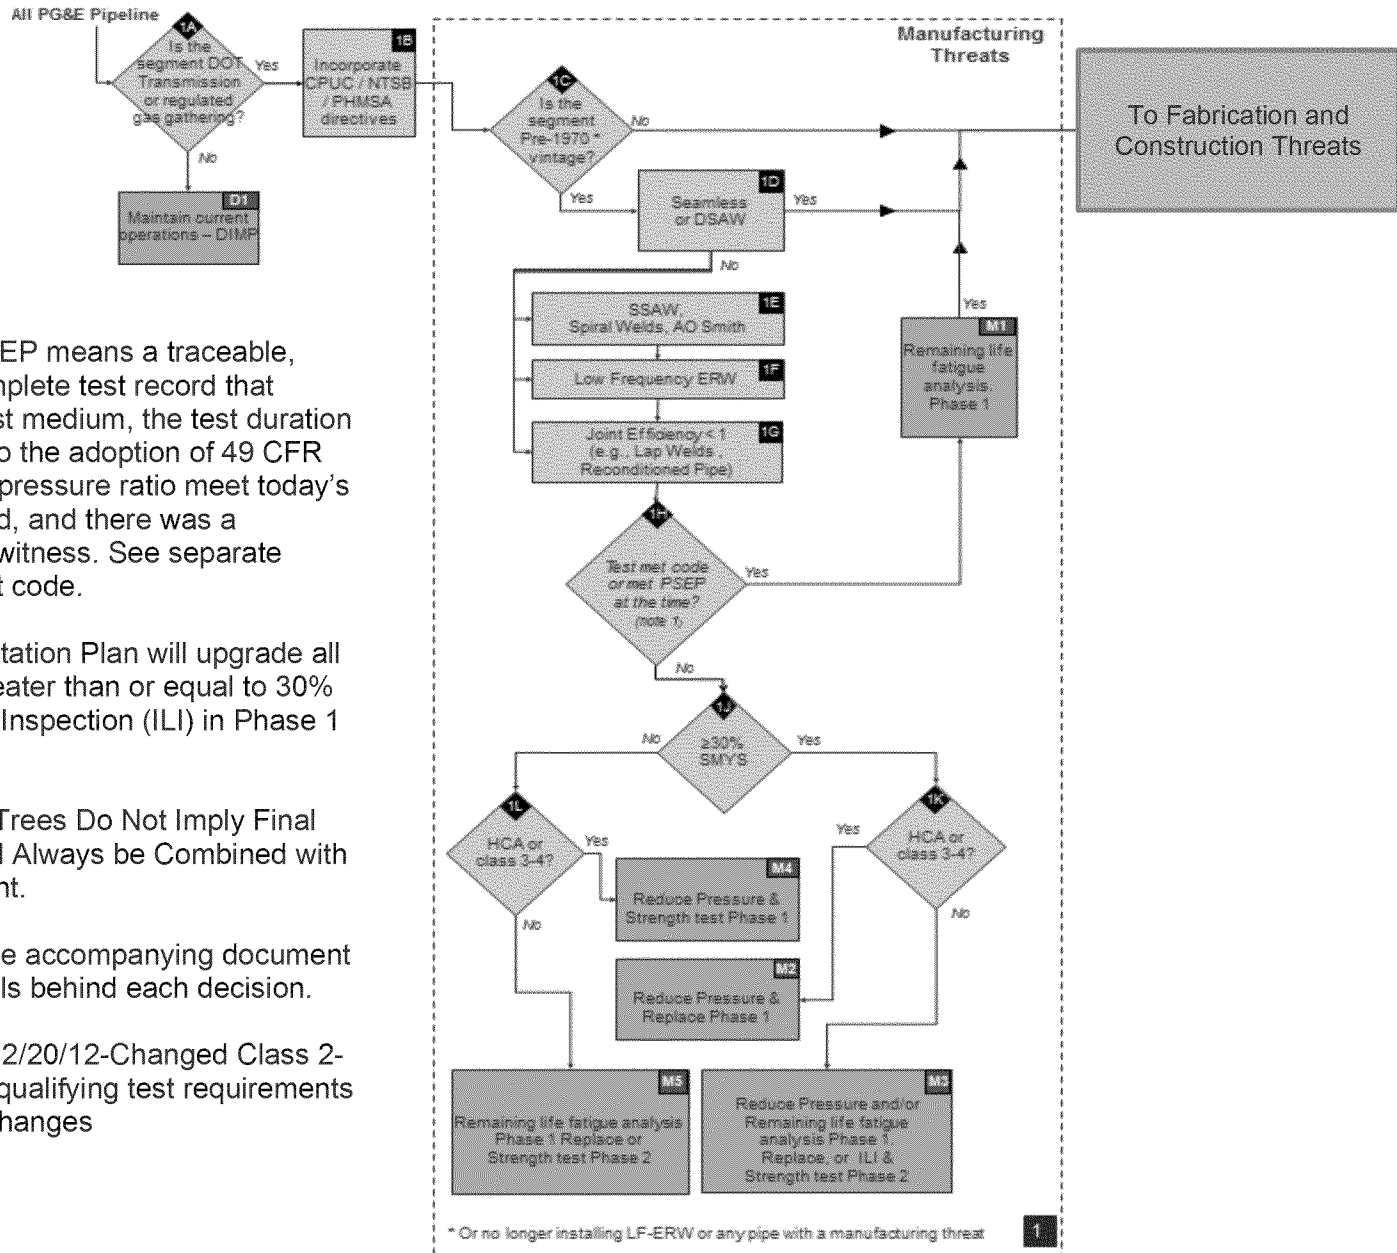 All PG&E Pipeline
1A
Is the
segment DOT
Transmission
or regulated
gas gathering?
Yes
No
1B
Incorporate
CPUC / NTSB
/ PHMSA
directives
D1
Maintain current
operations – DIMP
Manufacturing
Threats
1C
Is the
segment
Pre-1970 *
vintage?
No
Yes
1D
Seamless
or DSAW
Yes
No
To Fabrication and
Construction Threats
1E
SSAW,
Spiral Welds, AO Smith
1F
Low Frequency ERW
1G
Joint Efficiency < 1
(e.g., Lap Welds,
Reconditioned Pipe)
Yes
M1
Remaining life
fatigue
analysis.
Phase 1
1H
Test met code
or met PSEP
at the time?
(note 1)
Yes
No
1J
≥30%
SMYS
No
Yes
1L
HCA or
class 3-4?
Yes
No
1K
HCA or
class 3-4?
Yes
No
M4
Reduce Pressure &
Strength test Phase 1
M2
Reduce Pressure &
Replace Phase 1
M5
Remaining life fatigue analysis
Phase 1 Replace or
Strength test Phase 2
M3
Reduce Pressure and/or
Remaining life fatigue
analysis Phase 1.
Replace, or ILI &
Strength test Phase 2
* Or no longer installing LF-ERW or any pipe with a manufacturing threat
1
EP means a traceable,
mplete test record that
st medium, the test duration
o the adoption of 49 CFR
pressure ratio meet today's
d, and there was a
witness. See separate
t code.
tation Plan will upgrade all
eater than or equal to 30%
Inspection (ILI) in Phase 1
Trees Do Not Imply Final
l Always be Combined with
nt.
e accompanying document
ls behind each decision.
2/20/12-Changed Class 2-
qualifying test requirements
hanges